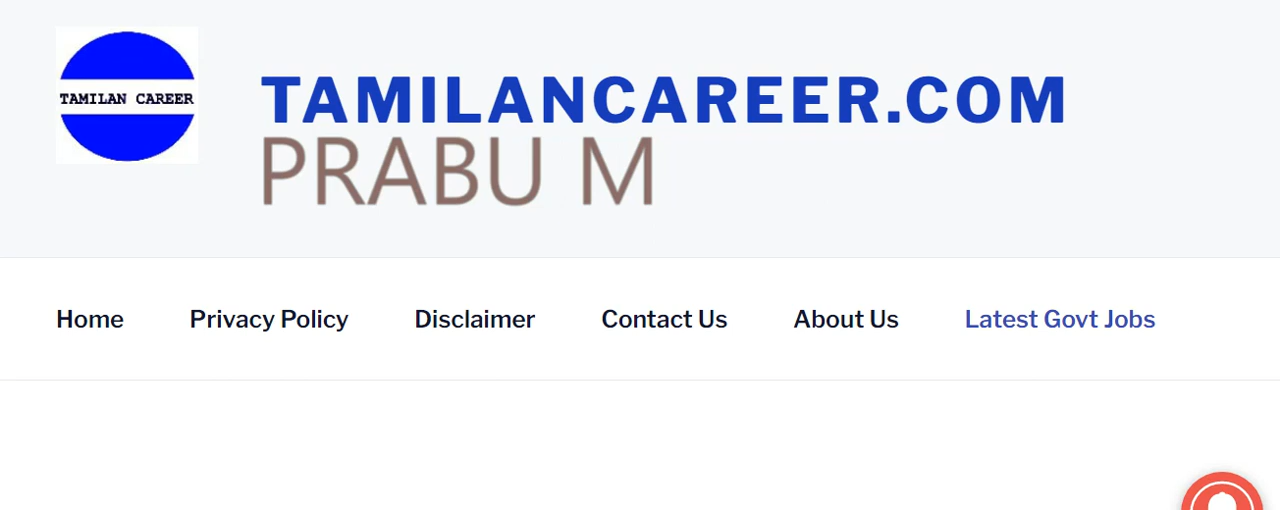 TAMILAN CAREER
TAMILANCAREER.COM
PRABU M
Home Privacy Policy Disclaimer Contact Us About Us Latest Govt Jobs